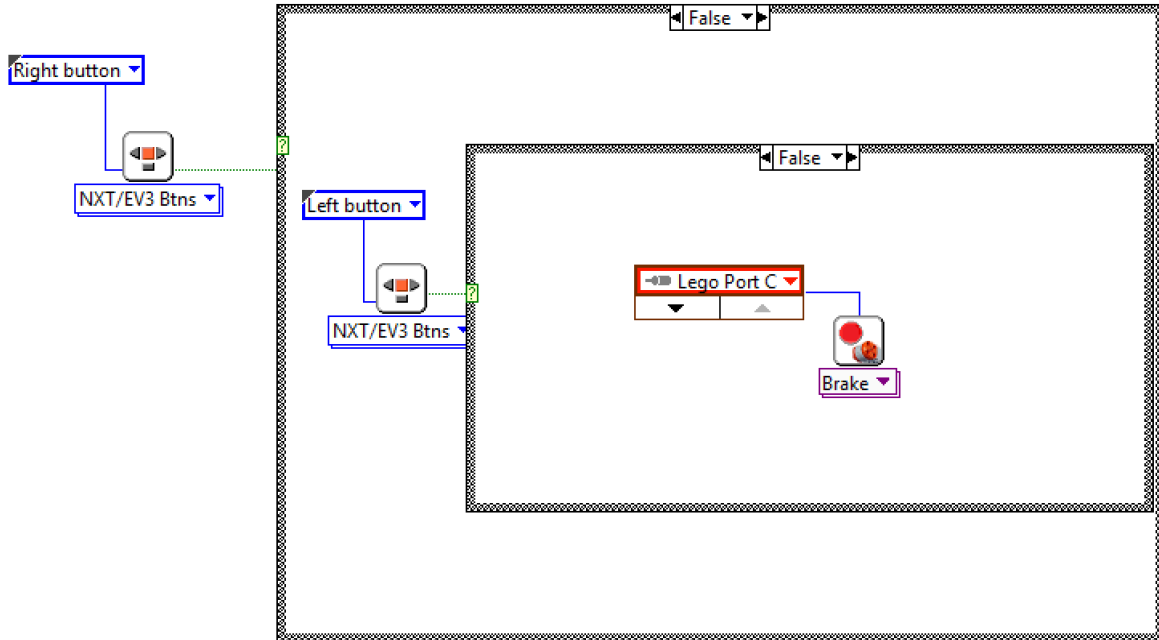 False
Right button
?
False
NXT/EV3 Btns
Left button
Lego Port C
?
NXT/EV3 Btns
Brake